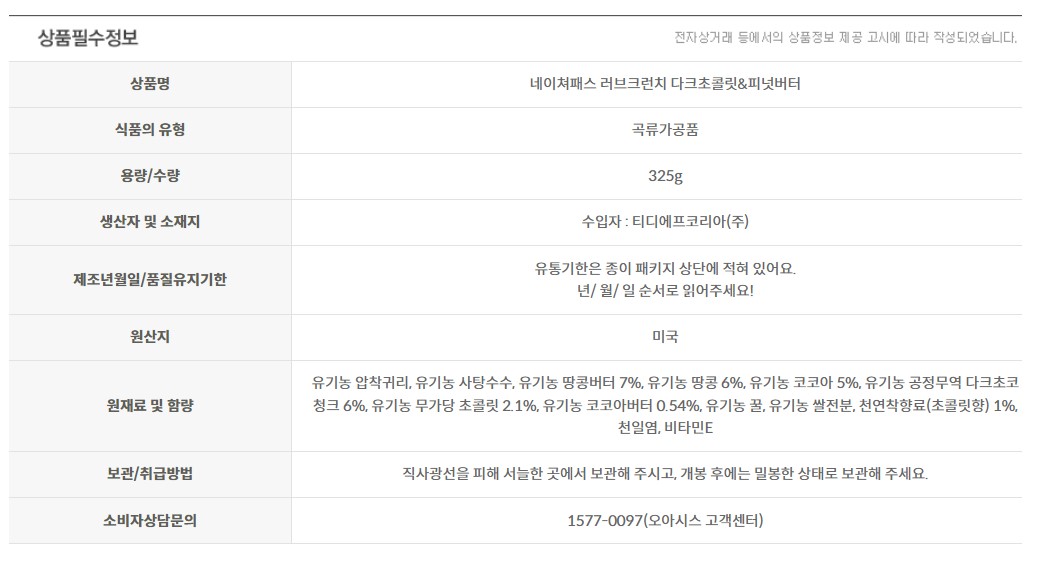 상품필수정보
전자상거래 등에서의 상품정보 제공 고시에 따라 작성되었습니다.
상품명
네이쳐패스 러브크런치 다크초콜릿&피넛버터
식품의 유형
곡류가공품
용량/수량
325g
생산자 및 소재지
수입자 : 티디에프코리아(주)
제조년월일/품질유지기한
유통기한은 종이 패키지 상단에 적혀 있어요.
년/ 월/ 일 순서로 읽어주세요!
원산지
미국
원재료 및 함량
유기농 압착귀리, 유기농 사탕수수, 유기농 땅콩버터 7%, 유기농 땅콩 6%, 유기농 코코아 5%, 유기농 공정무역 다크초코
청크 6%, 유기농 무가당 초콜릿 2.1%, 유기농 코코아버터 0.54%, 유기농 꿀, 유기농 쌀전분, 천연착향료(초콜릿향) 1%,
천일염, 비타민E
보관/취급방법
직사광선을 피해 서늘한 곳에서 보관해 주시고, 개봉 후에는 밀봉한 상태로 보관해 주세요.
소비자상담문의
1577-0097(오아시스 고객센터)